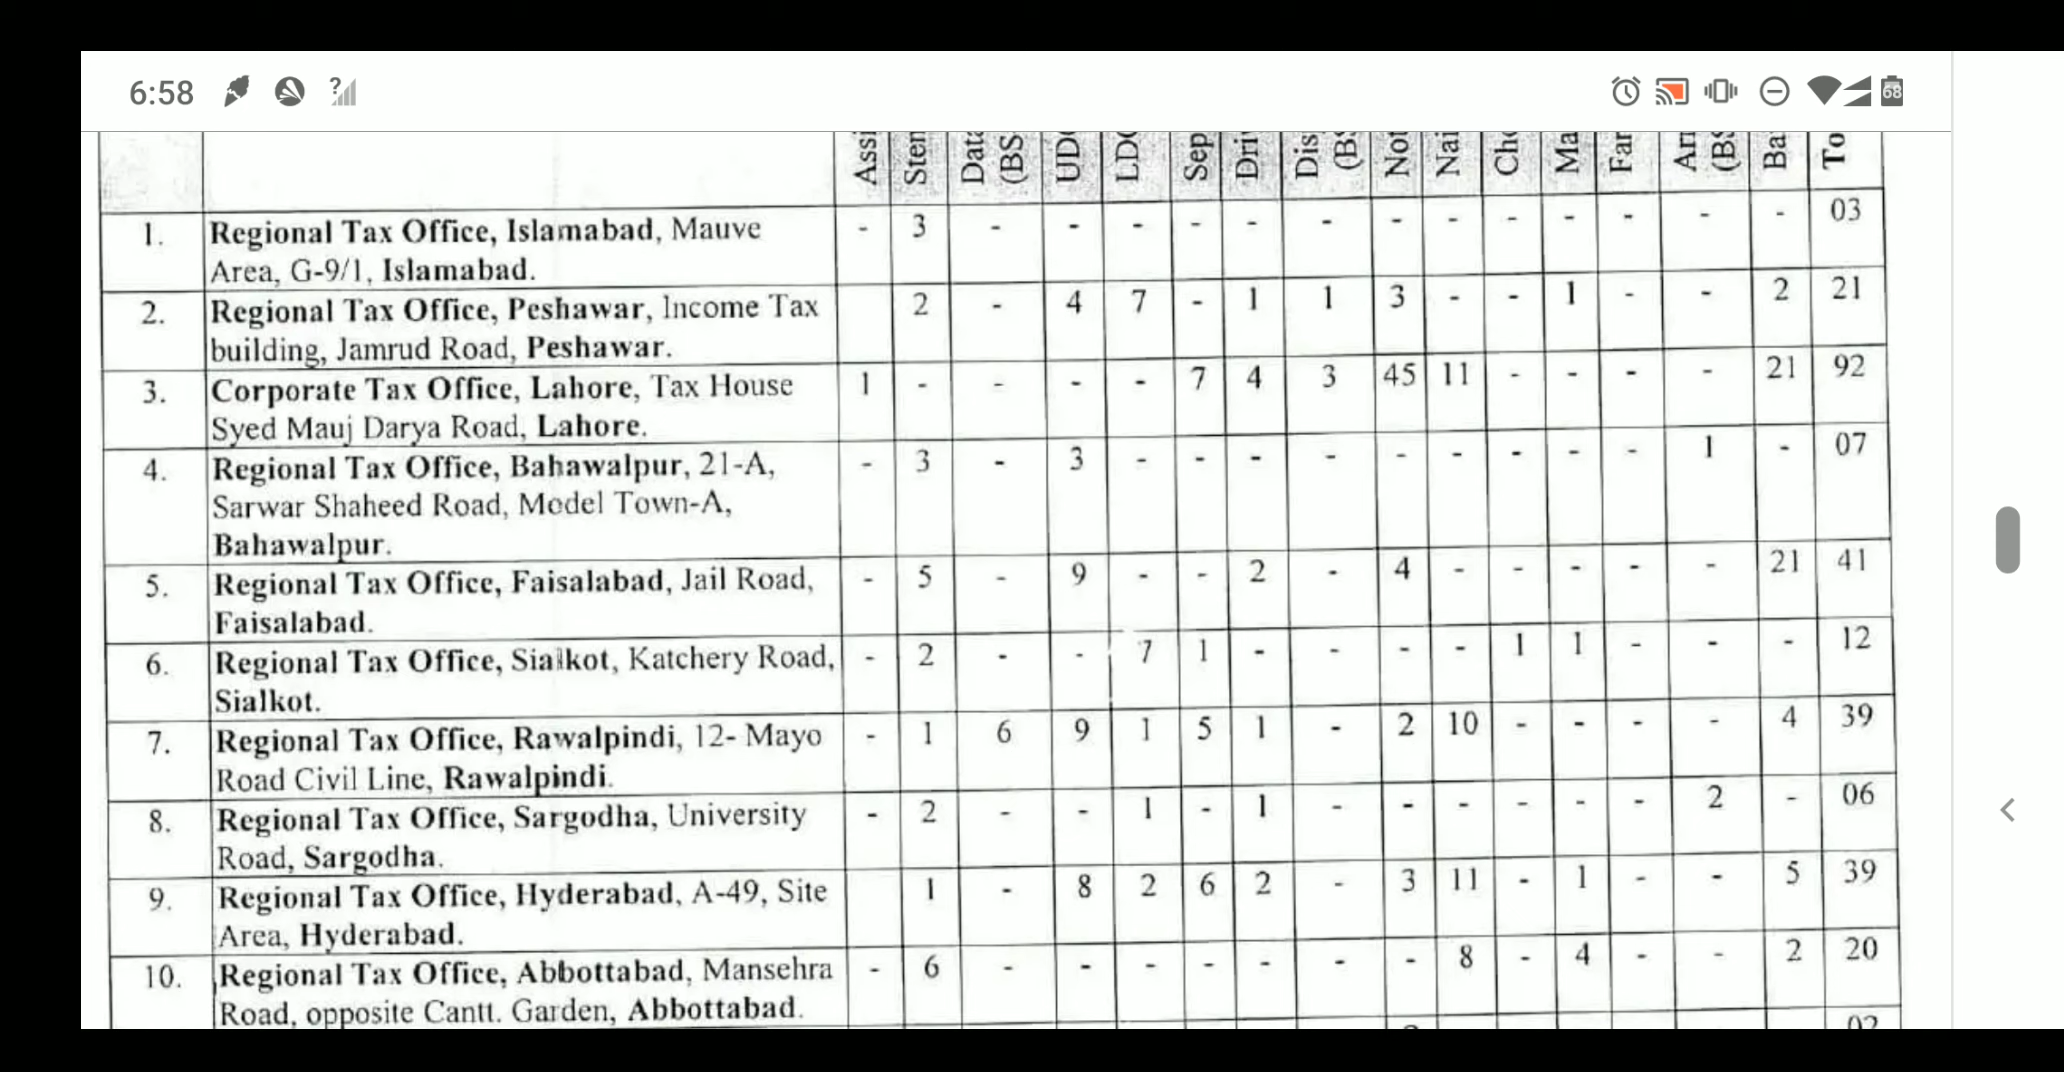 6:58
?
68
Assi Sten Data (BS UDC LDC Sep Dri Dis (BS Not Nai Cho Ma Far Arr (BS Ba To
1. Regional Tax Office, Islamabad, Mauve - 3 - - - - - - - - - - - - - 03
Area, G-9/1, Islamabad.
2. Regional Tax Office, Peshawar, Income Tax 2 - 4 7 - 1 1 3 - - 1 - - 2 21
building, Jamrud Road, Peshawar.
3. Corporate Tax Office, Lahore, Tax House 1 - - - - 7 4 3 45 11 - - - - 21 92
Syed Mauj Darya Road, Lahore.
4. Regional Tax Office, Bahawalpur, 21-A, - 3 - 3 - - - - - - - - - 1 - 07
Sarwar Shaheed Road, Model Town-A,
Bahawalpur.
5. Regional Tax Office, Faisalabad, Jail Road, - 5 - 9 - - 2 - 4 - - - - - 21 41
Faisalabad.
6. Regional Tax Office, Sialkot, Katchery Road, - 2 - - 7 1 - - - - 1 1 - - - 12
Sialkot.
7. Regional Tax Office, Rawalpindi, 12- Mayo - 1 6 9 1 5 1 - 2 10 - - - - 4 39
Road Civil Line, Rawalpindi.
8. Regional Tax Office, Sargodha, University - 2 - - 1 - 1 - - - - - - 2 - 06
Road, Sargodha.
9. Regional Tax Office, Hyderabad, A-49, Site 1 - 8 2 6 2 - 3 11 - 1 - - 5 39
Area, Hyderabad.
10. Regional Tax Office, Abbottabad, Mansehra - 6 - - - - - - - 8 - 4 - - 2 20
Road, opposite Cantt. Garden, Abbottabad.